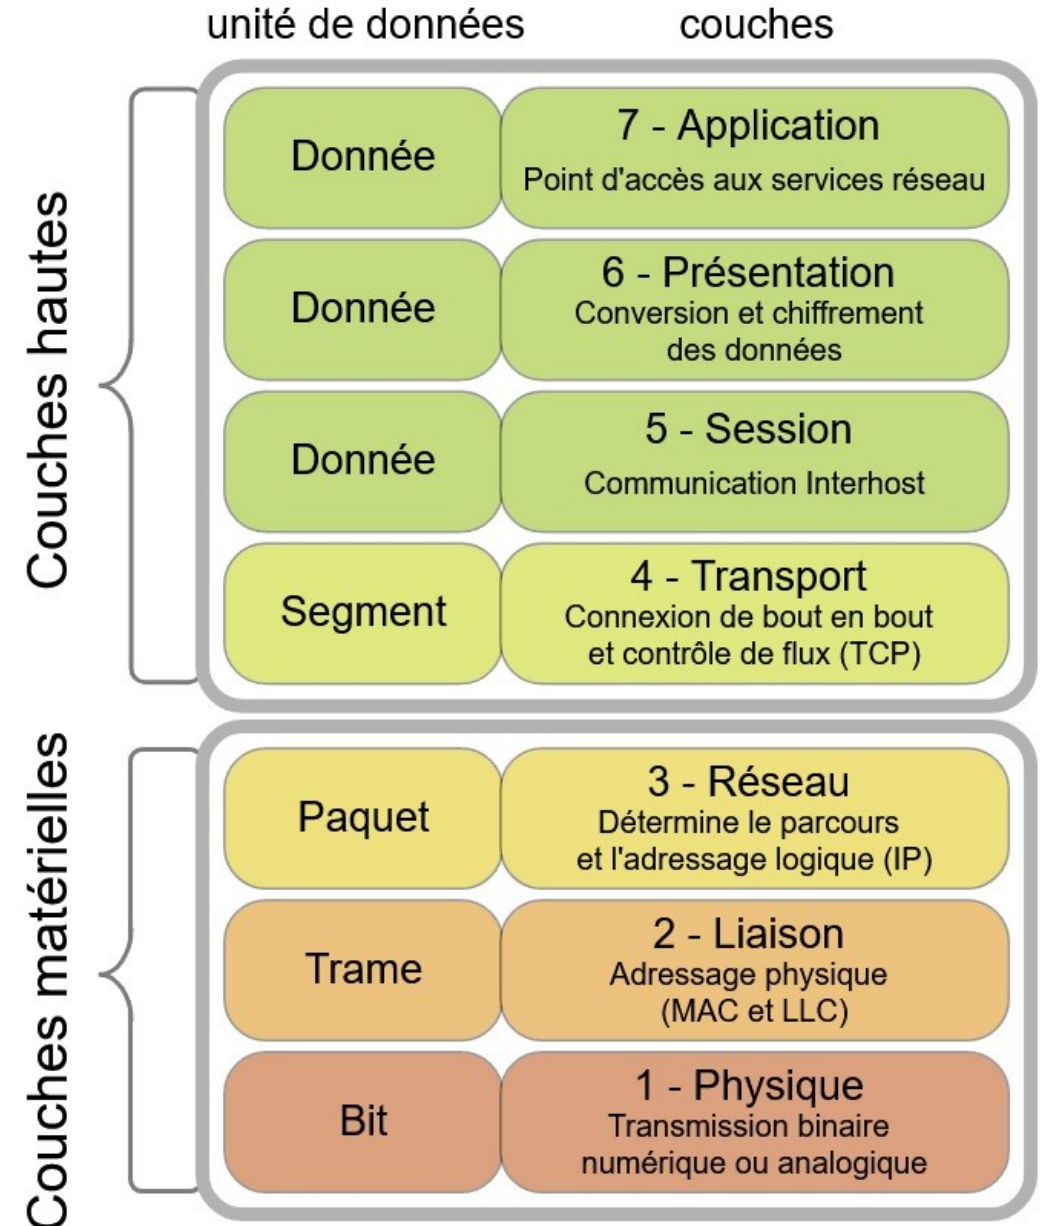 unité de données
couches
Couches hautes
Donnée
7 - Application
Point d'accès aux services réseau
Donnée
6 - Présentation
Conversion et chiffrement
des données
Donnée
5 - Session
Communication Interhost
Segment
4 - Transport
Connexion de bout en bout
et contrôle de flux (TCP)
Couches matérielles
Paquet
3 - Réseau
Détermine le parcours
et l'adressage logique (IP)
Trame
2 - Liaison
Adressage physique
(MAC et LLC)
Bit
1 - Physique
Transmission binaire
numérique ou analogique